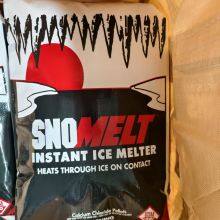 SNOMELT
INSTANT ICE MELTER
HEATS THROUGH ICE ON CONTACT
Calcium Chloride Pellets